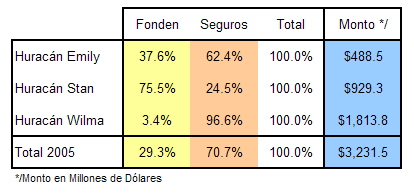 Fonden Seguros Total Monto */
Huracán Emily 37.6% 62.4% 100.0% $488.5
Huracán Stan 75.5% 24.5% 100.0% $929.3
Huracán Wilma 3.4% 96.6% 100.0% $1,813.8
Total 2005 29.3% 70.7% 100.0% $3,231.5
*/Monto en Millones de Dólares